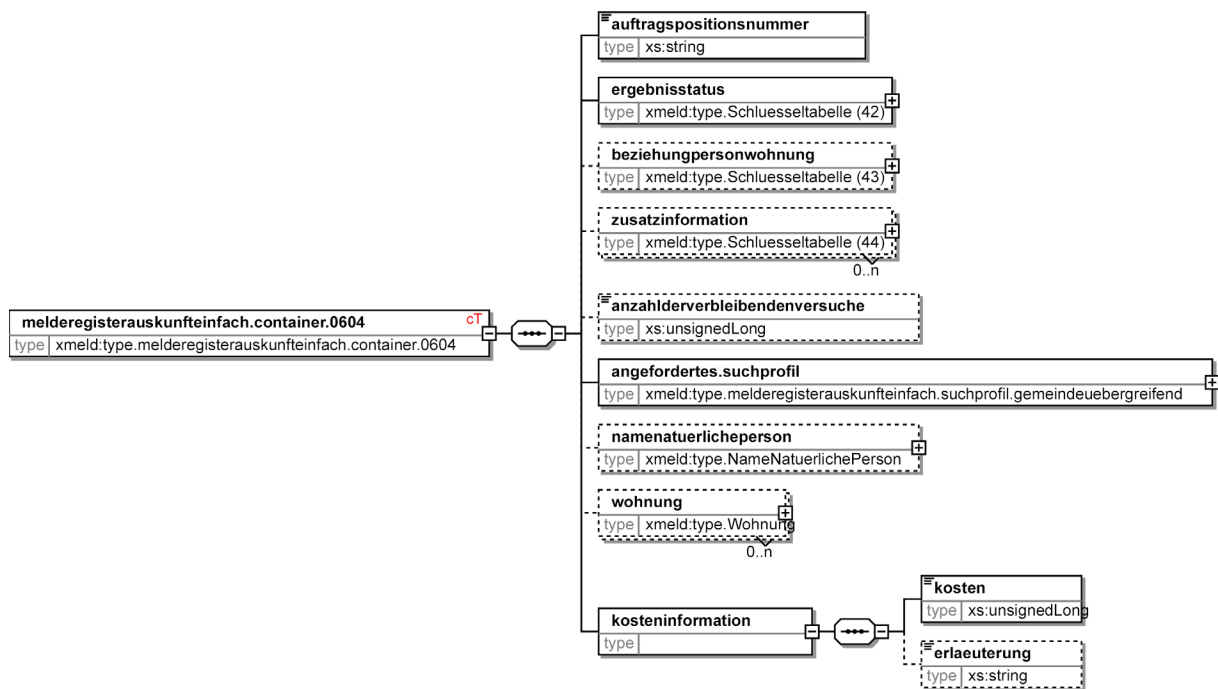 auftragspositionsnummer
type xs:string
ergebnisstatus
type xmeld:type.Schluesseltabelle (42)
beziehungpersonwohnung
type xmeld:type.Schluesseltabelle (43)
zusatzinformation
type xmeld:type.Schluesseltabelle (44)
0..n
anzahlderverbleibendenversuche
type xs:unsignedLong
melderegisterauskunfteinfach.container.0604 cT
type xmeld:type.melderegisterauskunfteinfach.container.0604
angefordertes.suchprofil
type xmeld:type.melderegisterauskunfteinfach.suchprofil.gemeindeuebergreifend
namenatuerlicheperson
type xmeld:type.NameNatuerlichePerson
wohnung
type xmeld:type.Wohnung
0..n
kosteninformation
type
kosten
type xs:unsignedLong
erlaeuterung
type xs:string